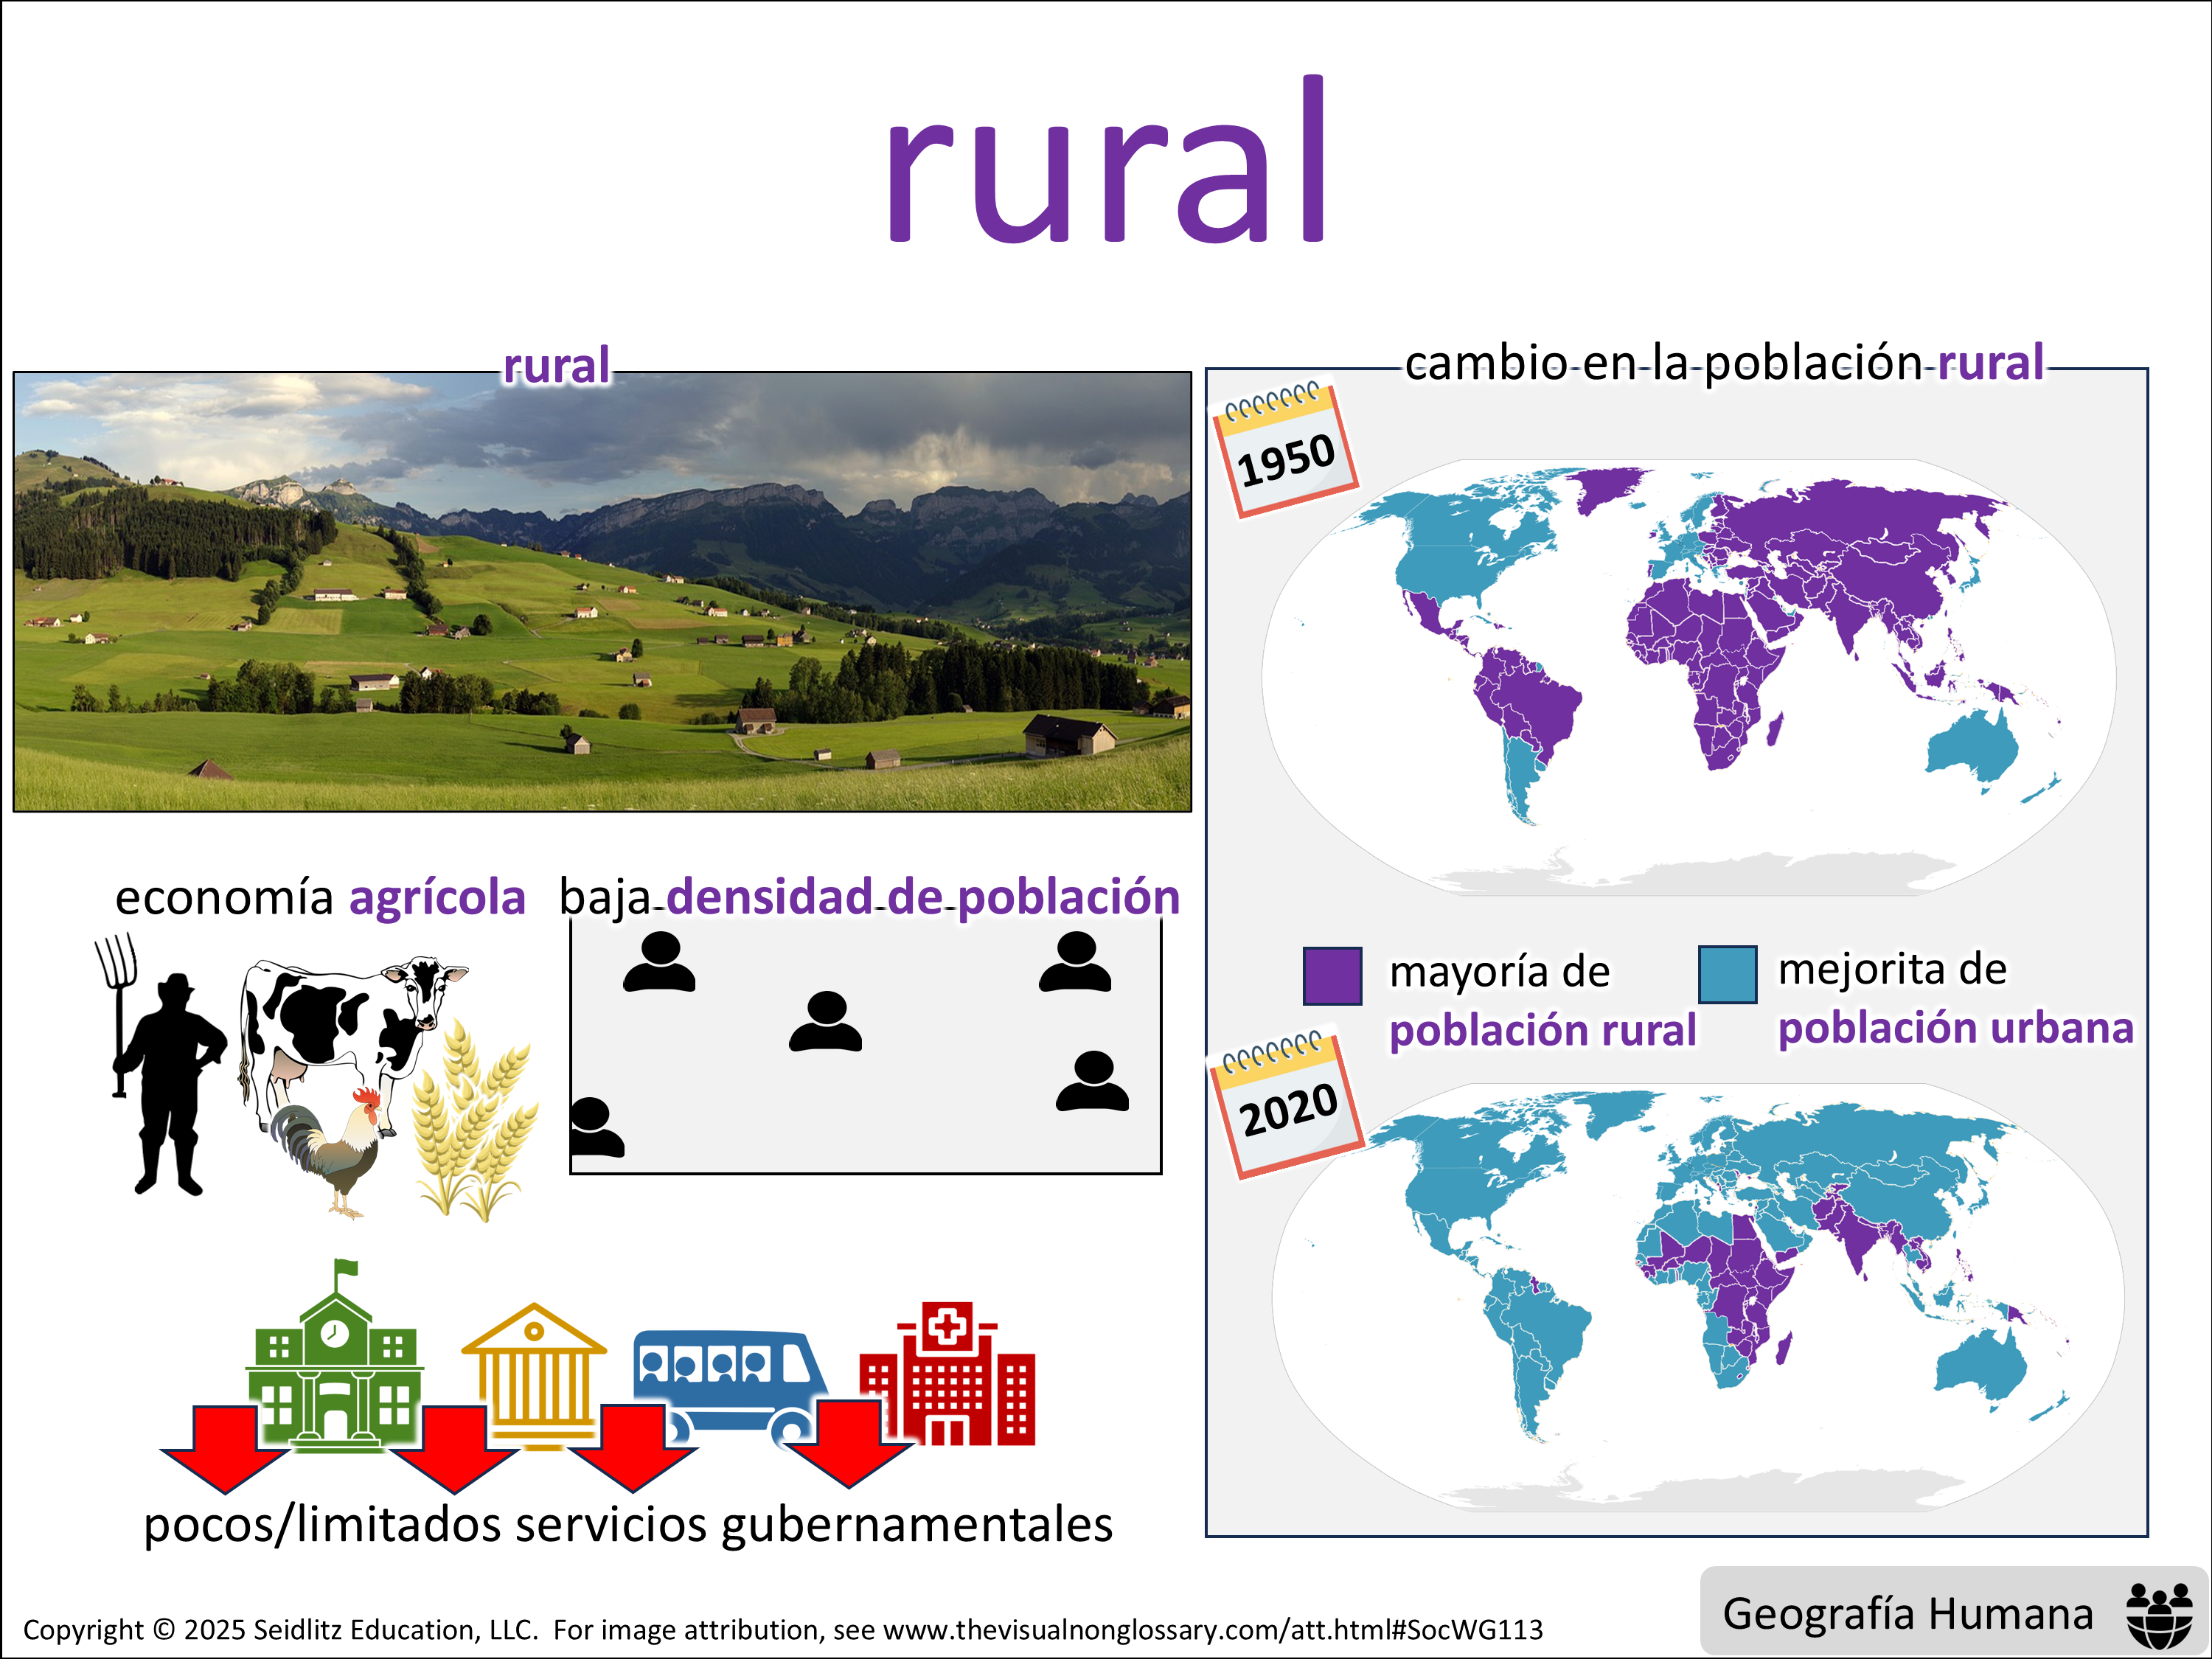 rural
rural
economía agrícola
baja densidad de población
pocos/limitados servicios gubernamentales
cambio en la población rural
1950
mayoría de
población rural
mejorita de
población urbana
2020
Geografía Humana
Copyright © 2025 Seidlitz Education, LLC.  For image attribution, see www.thevisualnonglossary.com/att.html#SocWG113